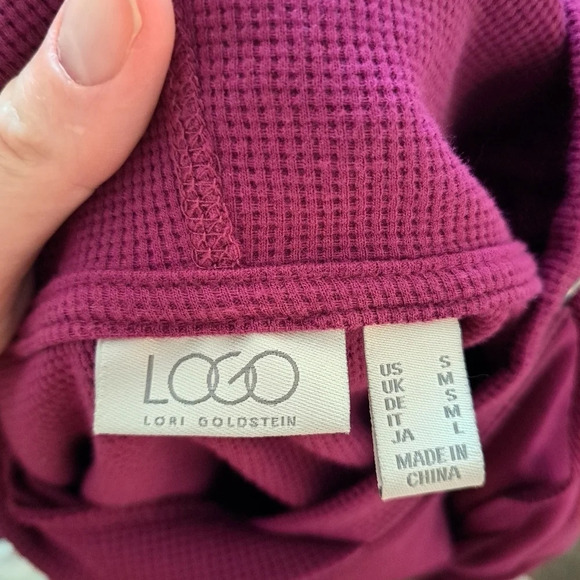 LOGO
LORI GOLDSTEIN
US S
UK M
DE S
IT M
JA L
MADE IN
CHINA